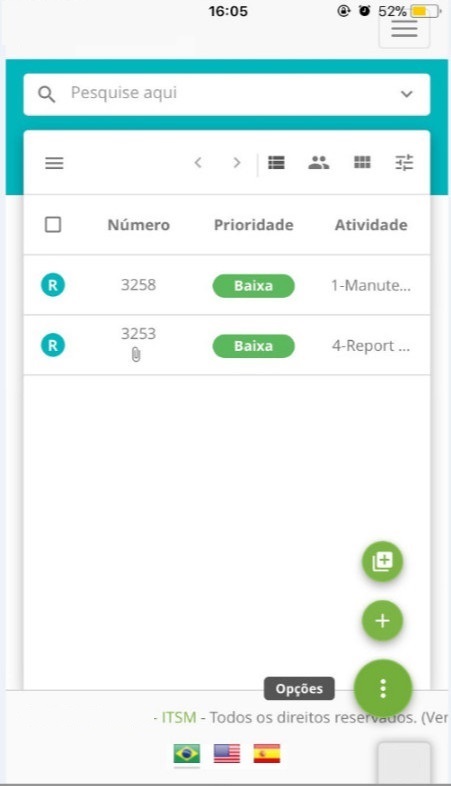 16:05 52%
Pesquise aqui
Número Prioridade Atividade
R 3258 Baixa 1-Manute...
R 3253 Baixa 4-Report ...
Opções
- ITSM - Todos os direitos reservados. (Ver